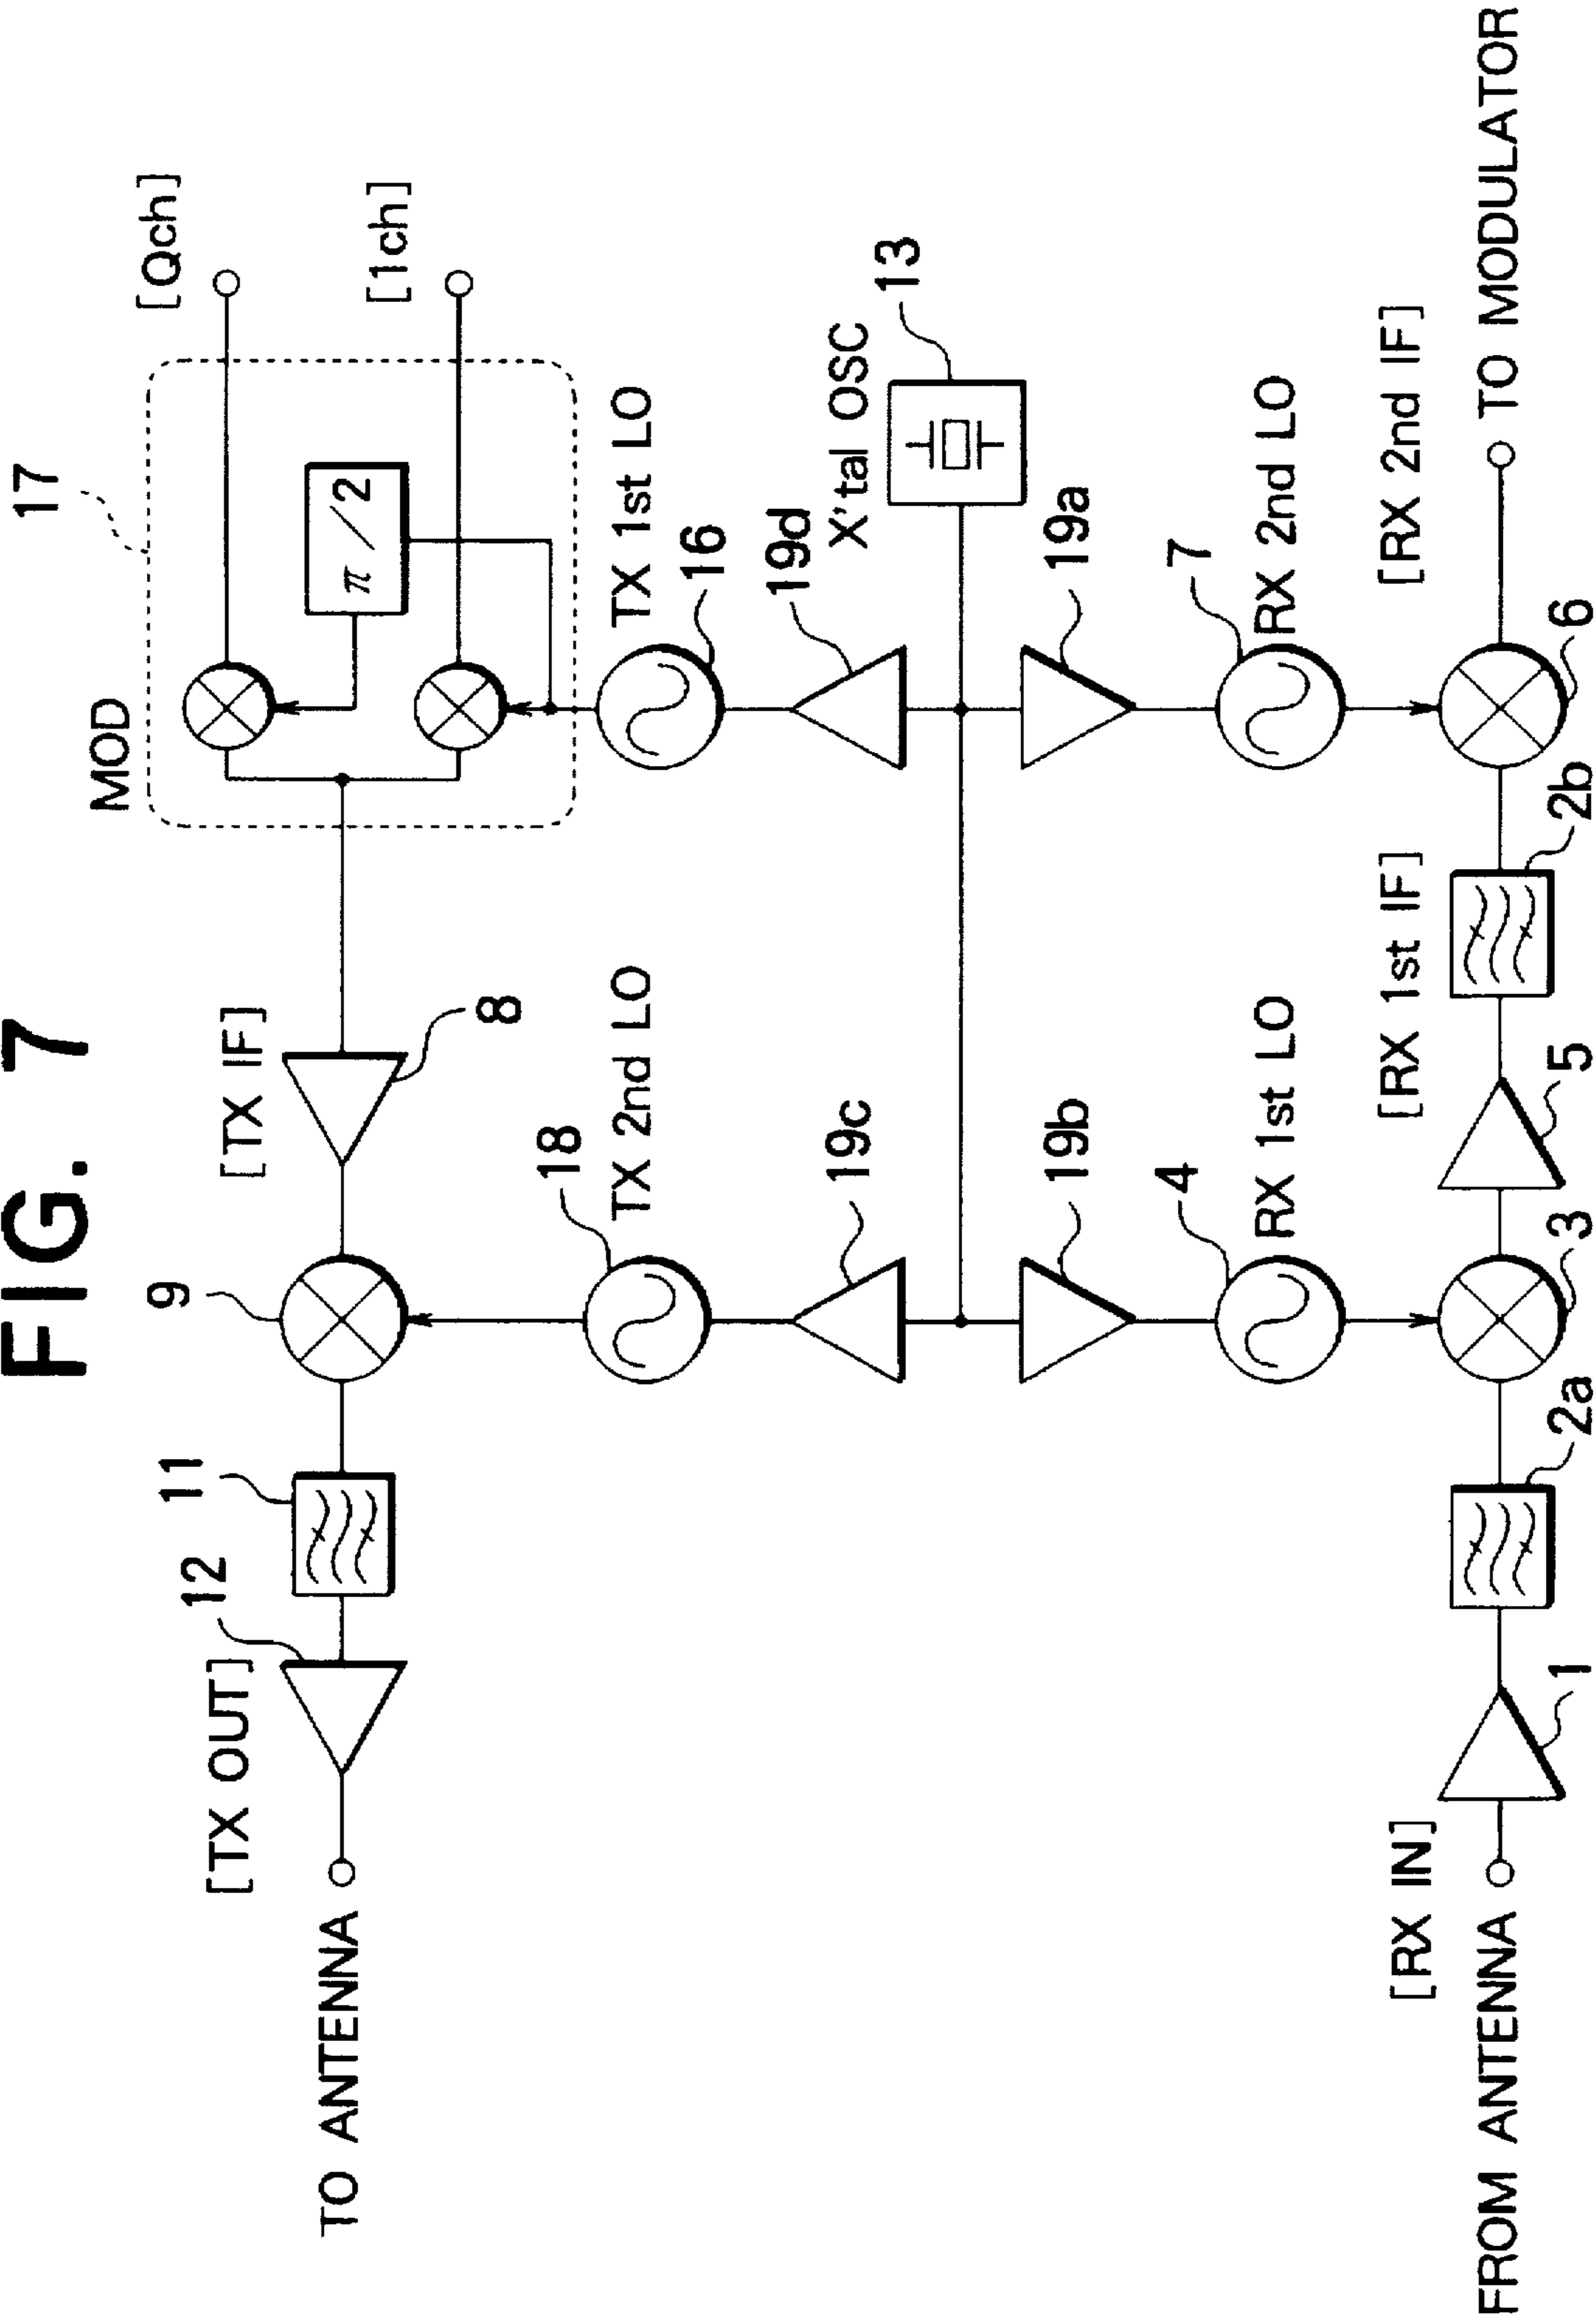 FIG. 7
[TX OUT]
12
11
9
[TX IF]
8
MOD
17
[Qch]
[1ch]
π/2
TO ANTENNA
18
TX 2nd LO
16
TX 1st LO
19c
19d
X'tal OSC
13
19b
19a
4
RX 1st LO
7
RX 2nd LO
[RX IN]
[RX 1st IF]
[RX 2nd IF]
FROM ANTENNA
TO MODULATOR
1
2a
3
5
2b
6